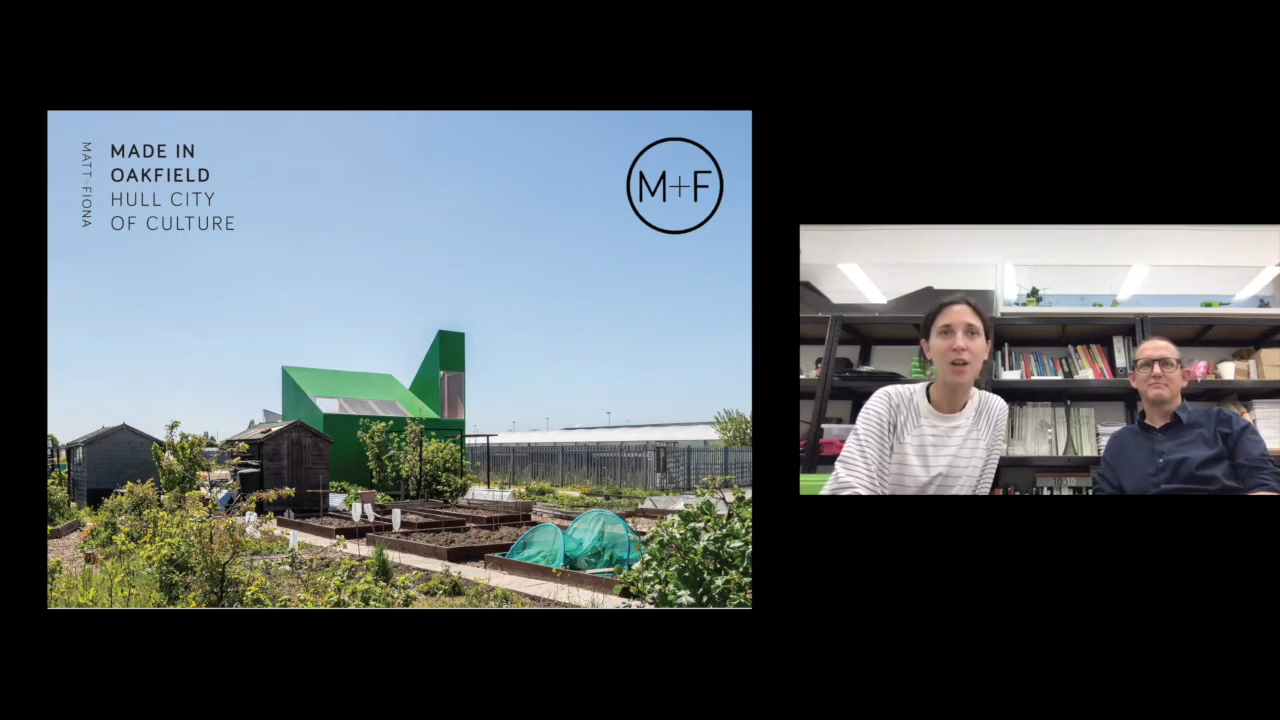 MATT+FIONA
MADE IN
OAKFIELD
HULL CITY
OF CULTURE
M+F